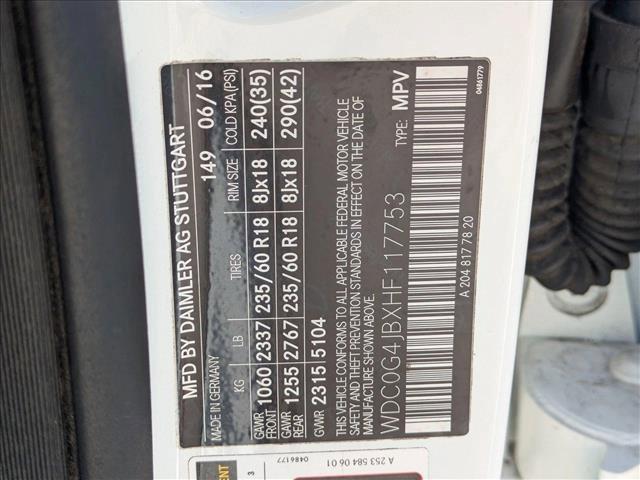 MFD BY DAIMLER AG STUTTGART
MADE IN GERMANY 149 06/16
KG LB TIRES RIM SIZE COLD KPA(PSI)
GAWR FRONT 1060 2337 235/60 R18 8Jx18 240(35)
GAWR REAR 1255 2767 235/60 R18 8Jx18 290(42)
GVWR 2315 5104
THIS VEHICLE CONFORMS TO ALL APPLICABLE FEDERAL MOTOR VEHICLE
SAFETY AND THEFT PREVENTION STANDARDS IN EFFECT ON THE DATE OF
MANUFACTURE SHOWN ABOVE.
WDC0G4JBXHF117753 TYPE: MPV
A 204 817 78 20
04861779
0486177
A 253 584 06 01
3